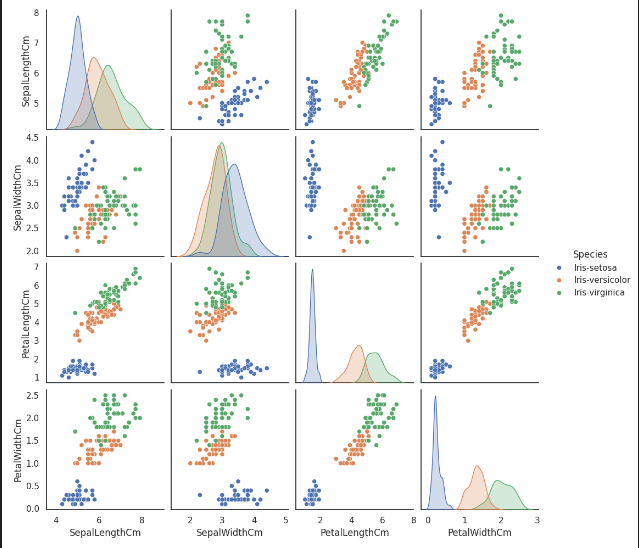 8
7
6
5
SepalLengthCm
4.5
4.0
3.5
3.0
2.5
2.0
SepalWidthCm
7
6
5
4
3
2
1
PetalLengthCm
2.5
2.0
1.5
1.0
0.5
0.0
PetalWidthCm
4 6 8
SepalLengthCm
2 3 4 5
SepalWidthCm
2 4 6 8
PetalLengthCm
0 1 2 3
PetalWidthCm
Species
Iris-setosa
Iris-versicolor
Iris-virginica